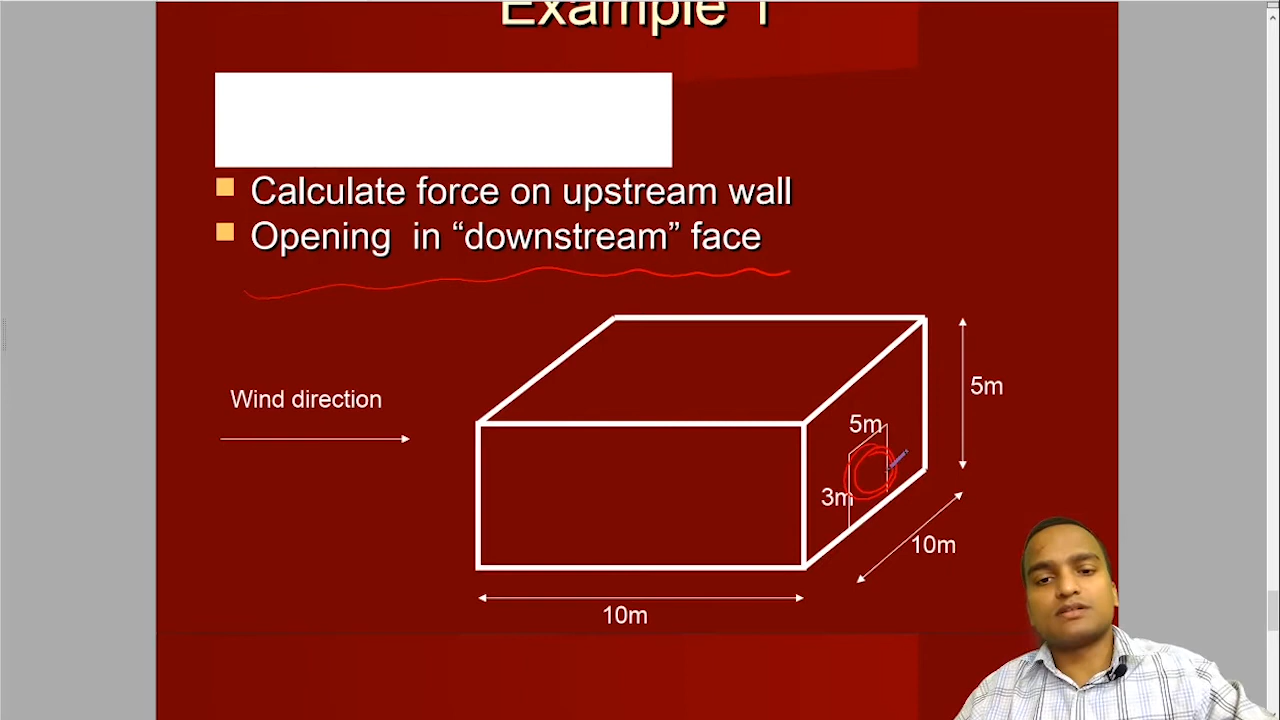 Example 1
Calculate force on upstream wall
Opening in “downstream” face
Wind direction
5m
5m
3m
10m
10m